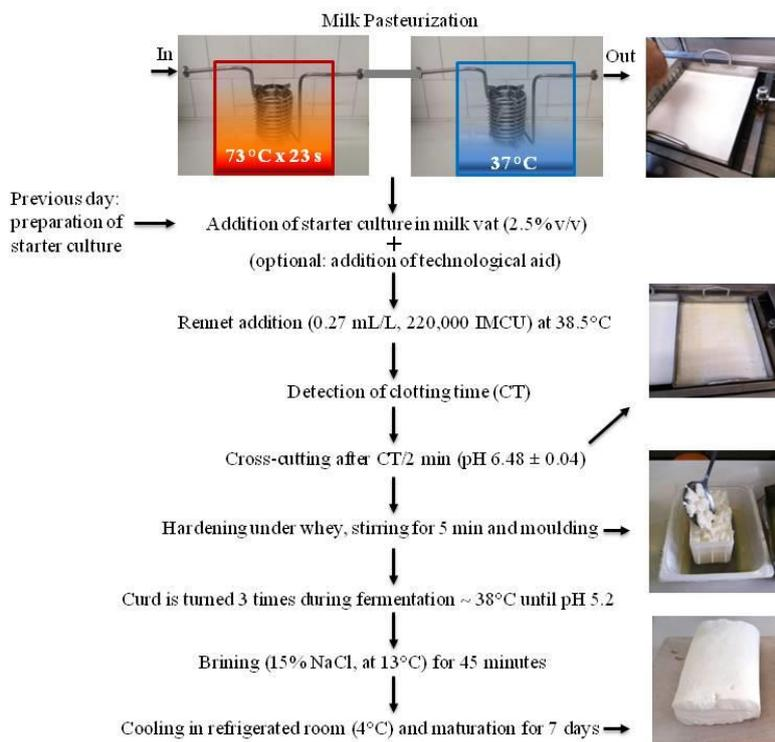 Milk Pasteurization
In
Out
73°C x 23 s
37°C
Previous day:
preparation of
starter culture
Addition of starter culture in milk vat (2.5% v/v)
+
(optional: addition of technological aid)
Rennet addition (0.27 mL/L, 220,000 IMCU) at 38.5°C
Detection of clotting time (CT)
Cross-cutting after CT/2 min (pH 6.48 ± 0.04)
Hardening under whey, stirring for 5 min and moulding
Curd is turned 3 times during fermentation ~ 38°C until pH 5.2
Brining (15% NaCl, at 13°C) for 45 minutes
Cooling in refrigerated room (4°C) and maturation for 7 days